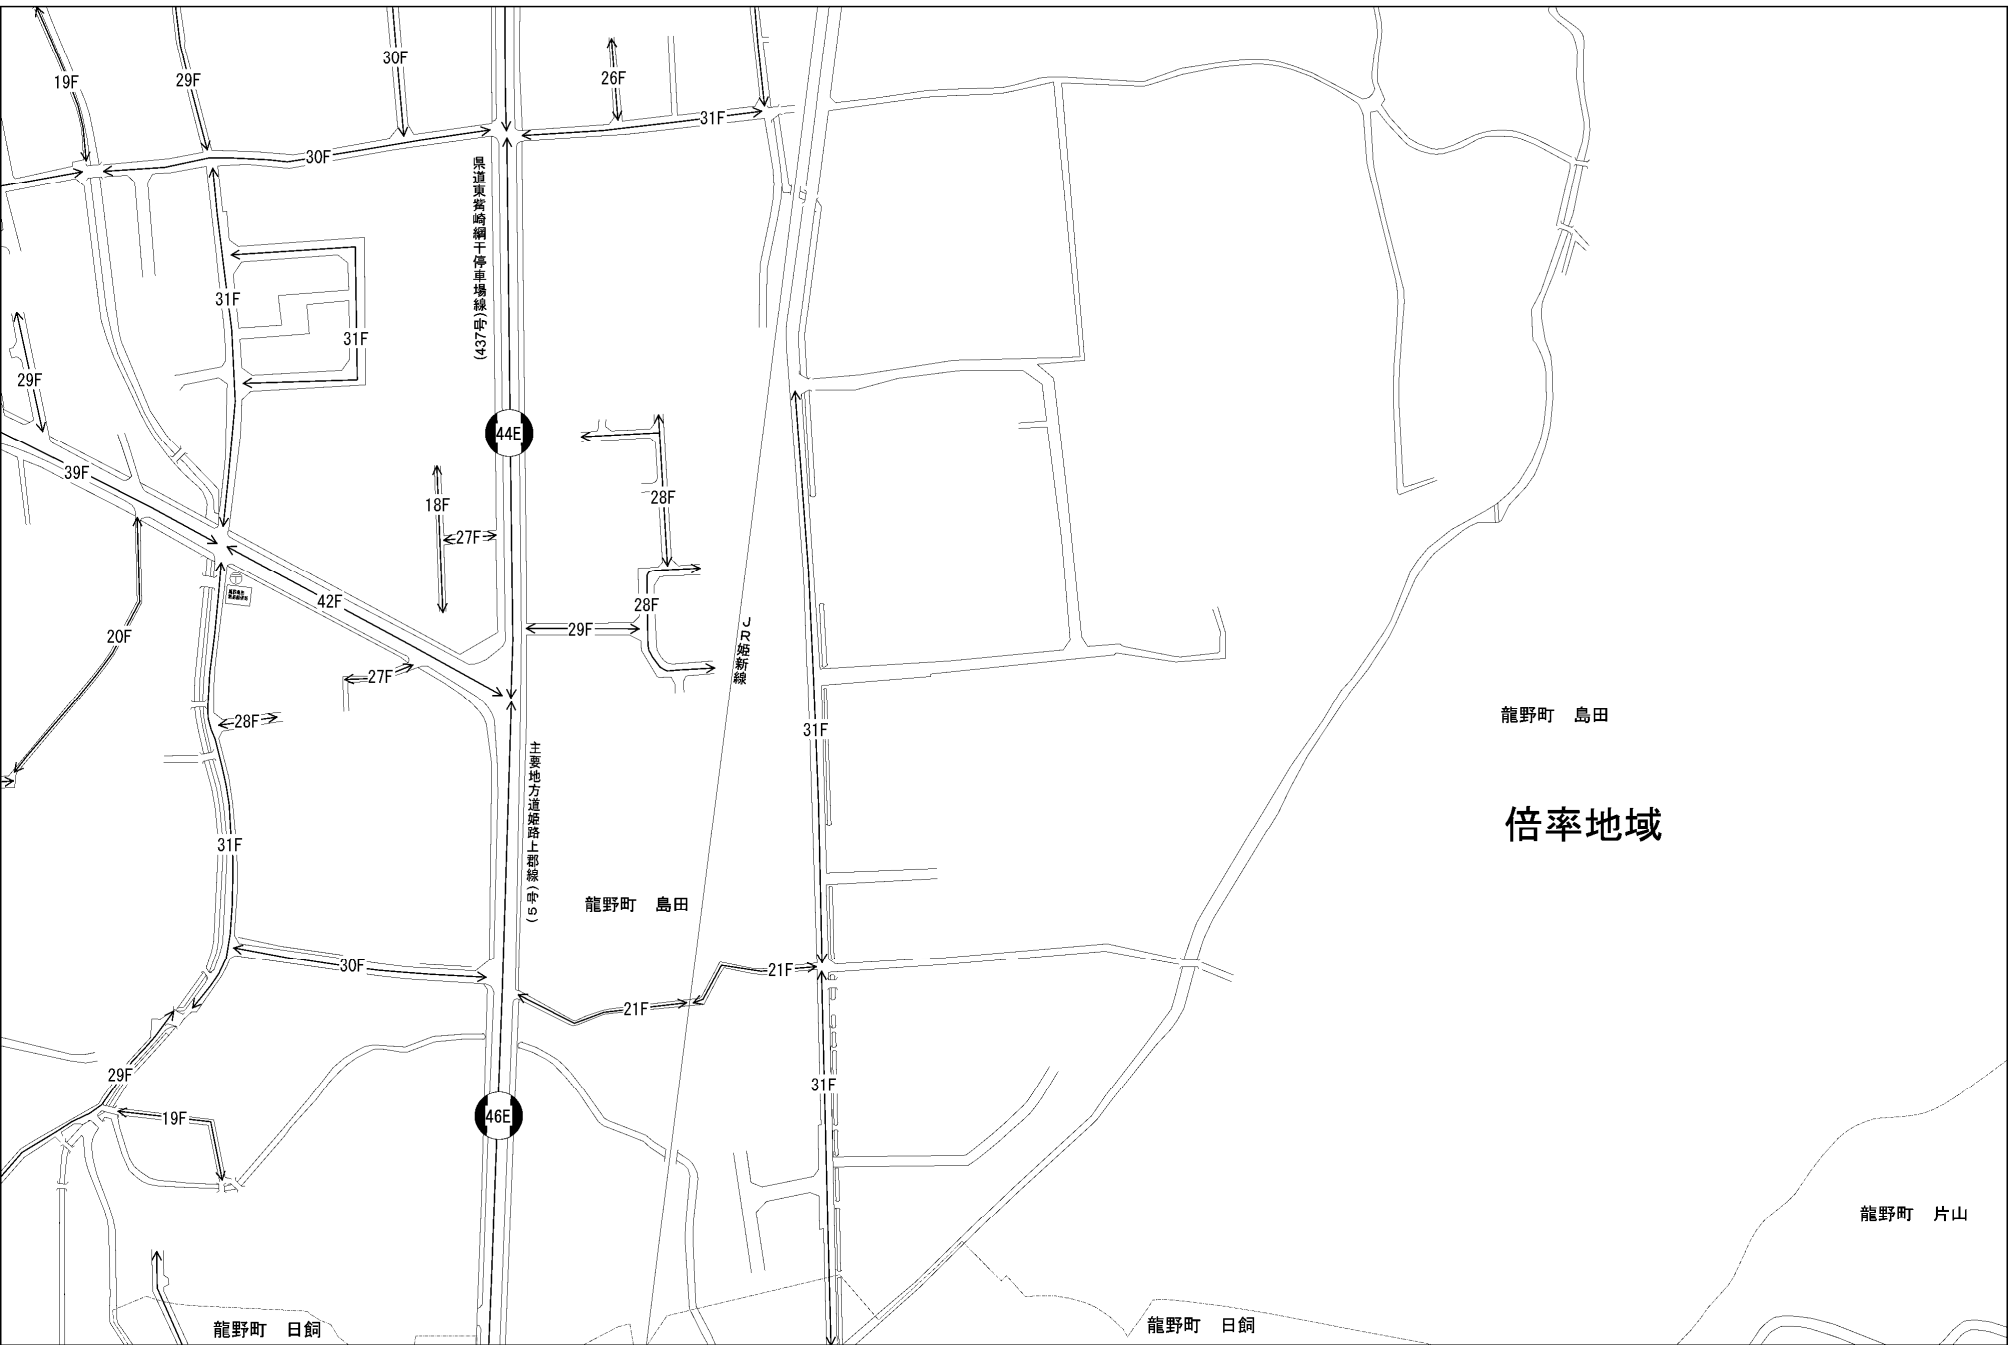 19F
29F
30F
26F
31F
30F
県道東觜崎網干停車場線(437号)
31F
31F
29F
44E
39F
18F
27F
28F
42F
28F
29F
20F
JR姫新線
27F
28F
31F
龍野町 島田
主要地方道姫路上郡線(5号)
倍率地域
31F
龍野町 島田
30F
21F
21F
29F
31F
46E
19F
龍野町 片山
龍野町 日飼
龍野町 日飼